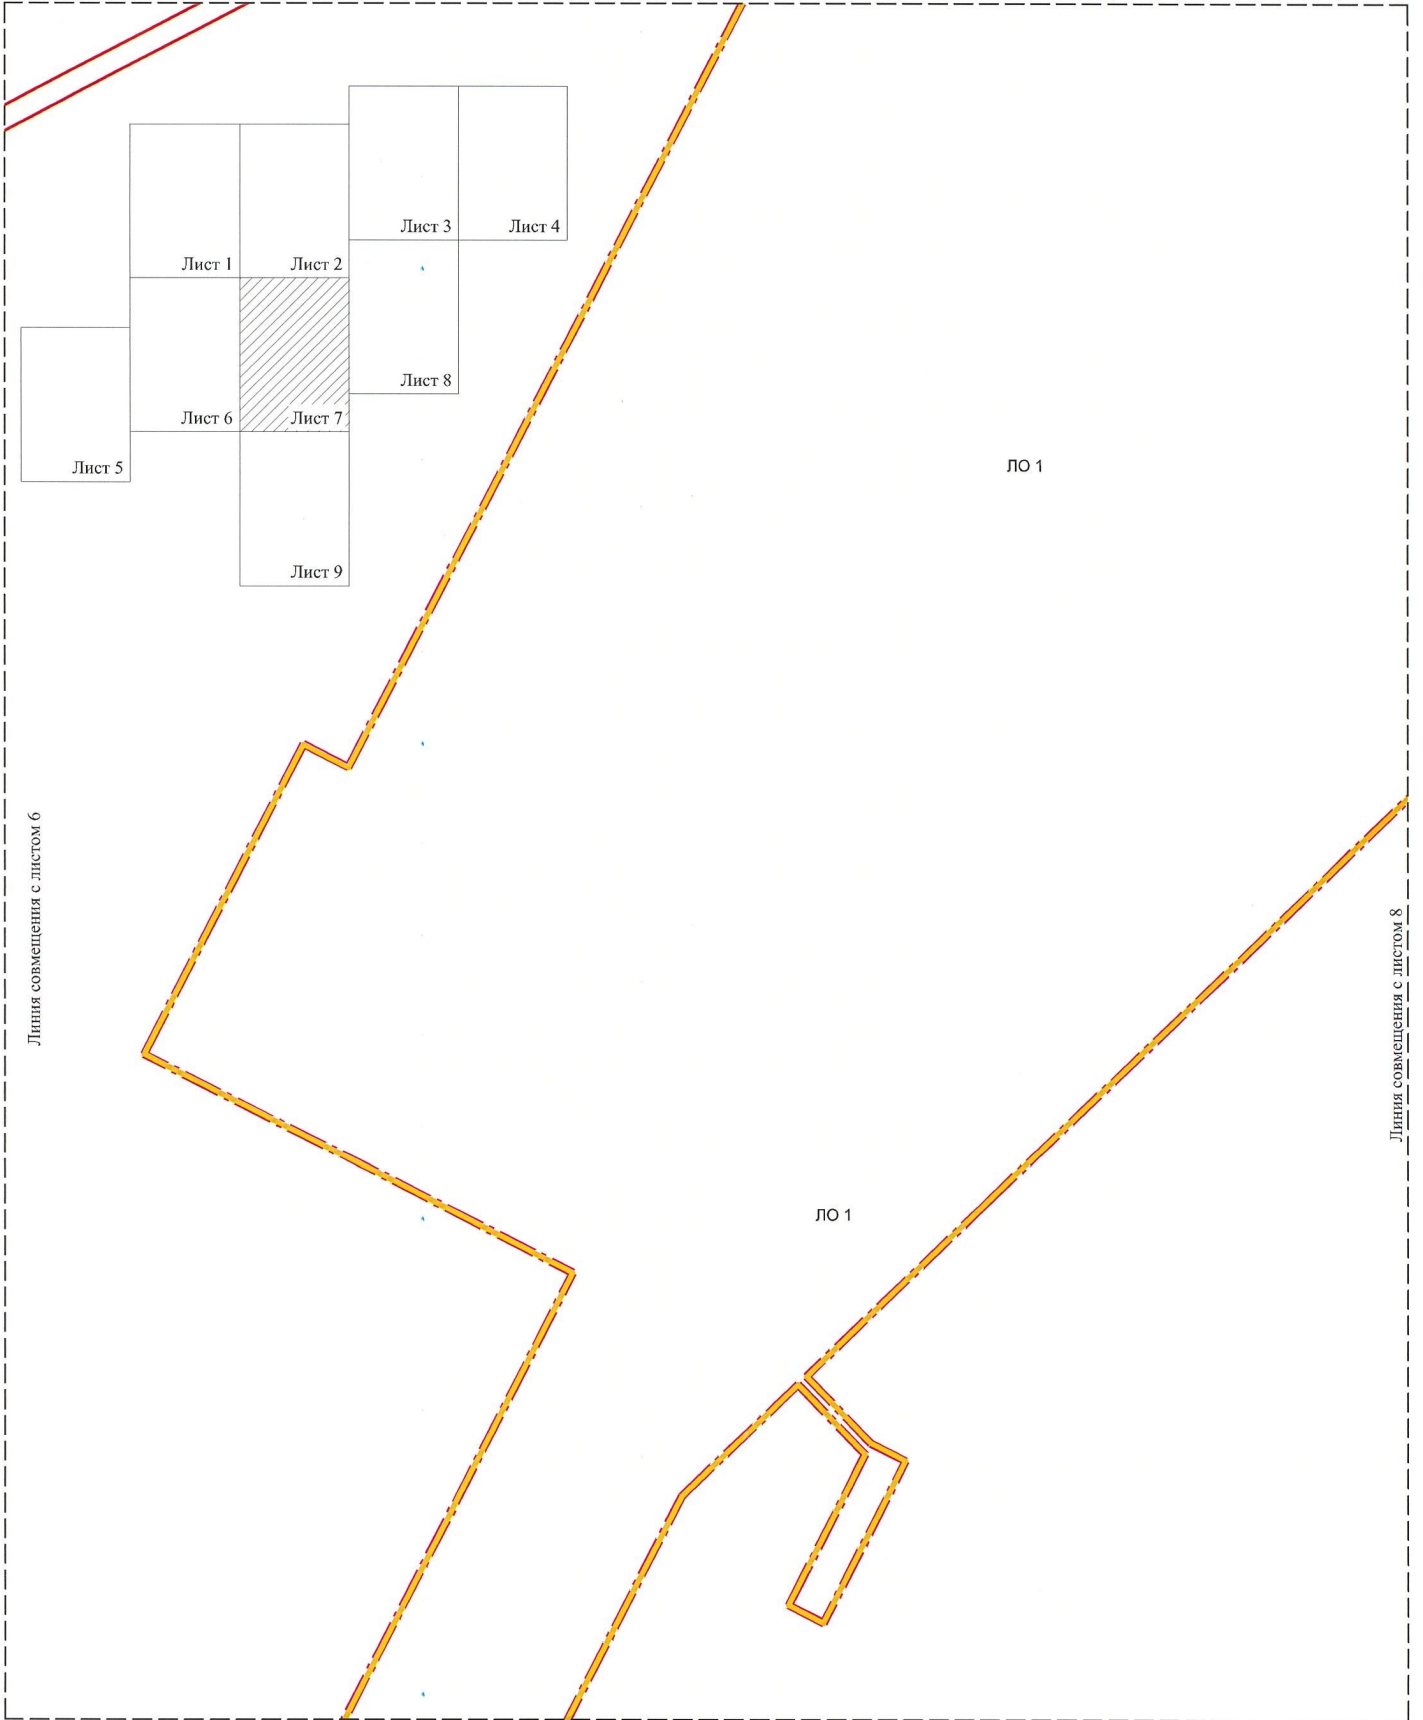 Лист 3
Лист 4
Лист 1
Лист 2
Лист 8
Лист 6
Лист 7
Лист 5
Лист 9
ЛО 1
Линия совмещения с листом 6
Линия совмещения с листом 8
ЛО 1